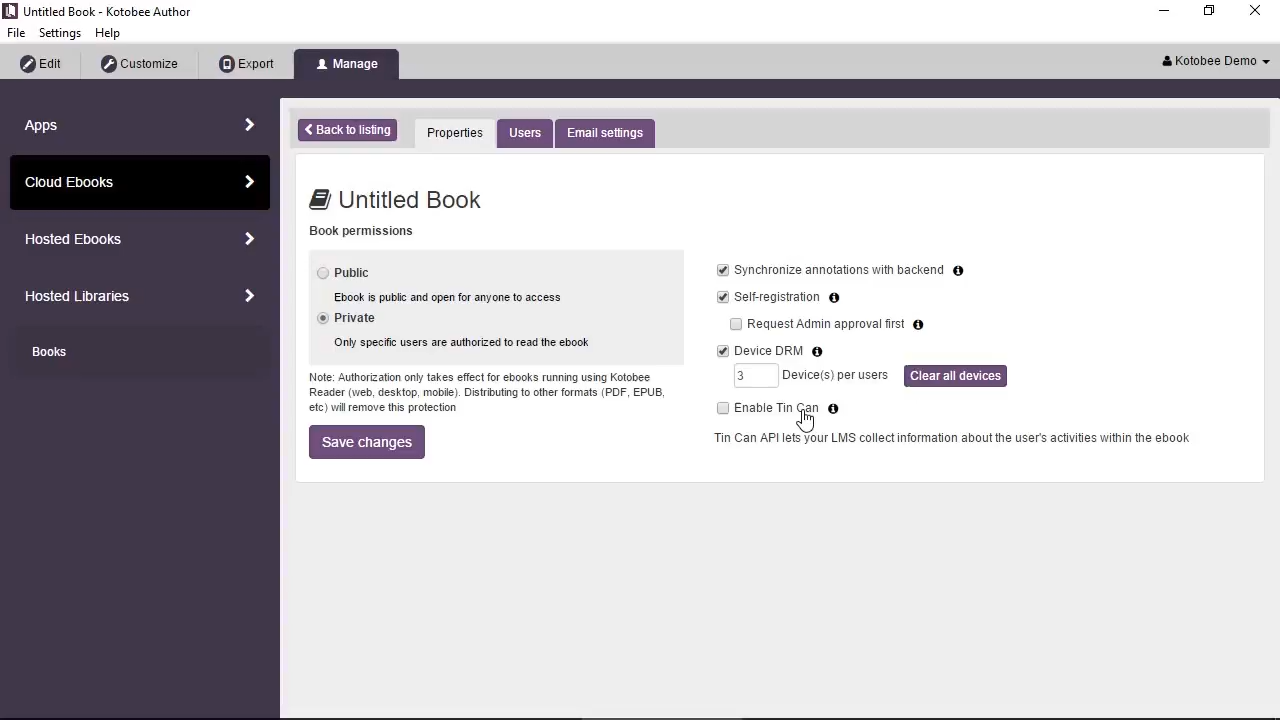 Untitled Book - Kotobee Author
File Settings Help
Edit Customize Export Manage Kotobee Demo
Apps
Cloud Ebooks
Hosted Ebooks
Hosted Libraries
Books
Back to listing Properties Users Email settings
Untitled Book
Book permissions
Public
Ebook is public and open for anyone to access
Private
Only specific users are authorized to read the ebook
Note: Authorization only takes effect for ebooks running using Kotobee
Reader (web, desktop, mobile). Distributing to other formats (PDF, EPUB,
etc) will remove this protection
Save changes
Synchronize annotations with backend
Self-registration
Request Admin approval first
Device DRM
3 Device(s) per users Clear all devices
Enable Tin Can
Tin Can API lets your LMS collect information about the user's activities within the ebook